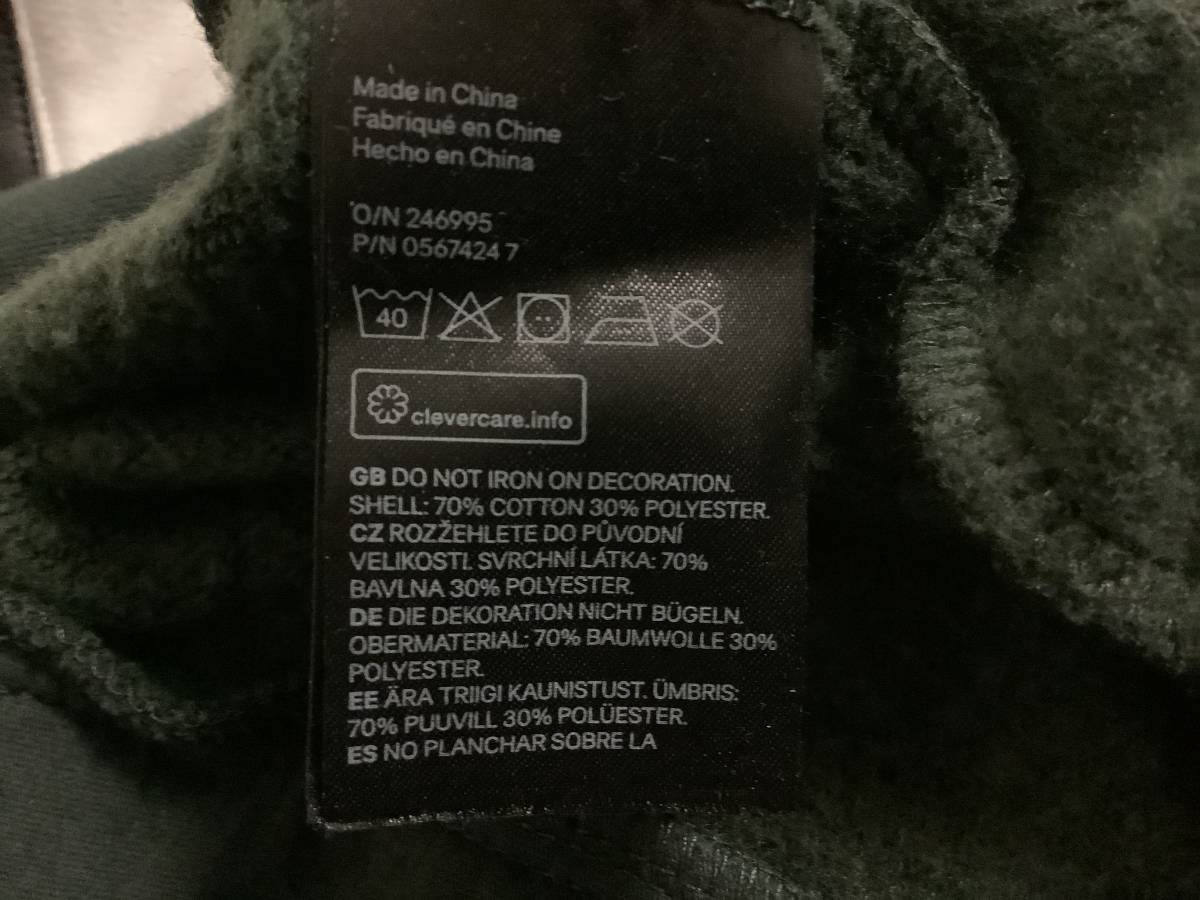 Made in China
Fabriqué en Chine
Hecho en China
O/N 246995
P/N 0567424 7
40
clevercare.info
GB DO NOT IRON ON DECORATION.
SHELL: 70% COTTON 30% POLYESTER.
CZ ROZŽEHLETE DO PŮVODNÍ
VELIKOSTI. SVRCHNÍ LÁTKA: 70%
BAVLNA 30% POLYESTER.
DE DIE DEKORATION NICHT BÜGELN.
OBERMATERIAL: 70% BAUMWOLLE 30%
POLYESTER.
EE ÄRA TRIIGI KAUNISTUST. ÜMBRIS:
70% PUUVILL 30% POLÜESTER.
ES NO PLANCHAR SOBRE LA